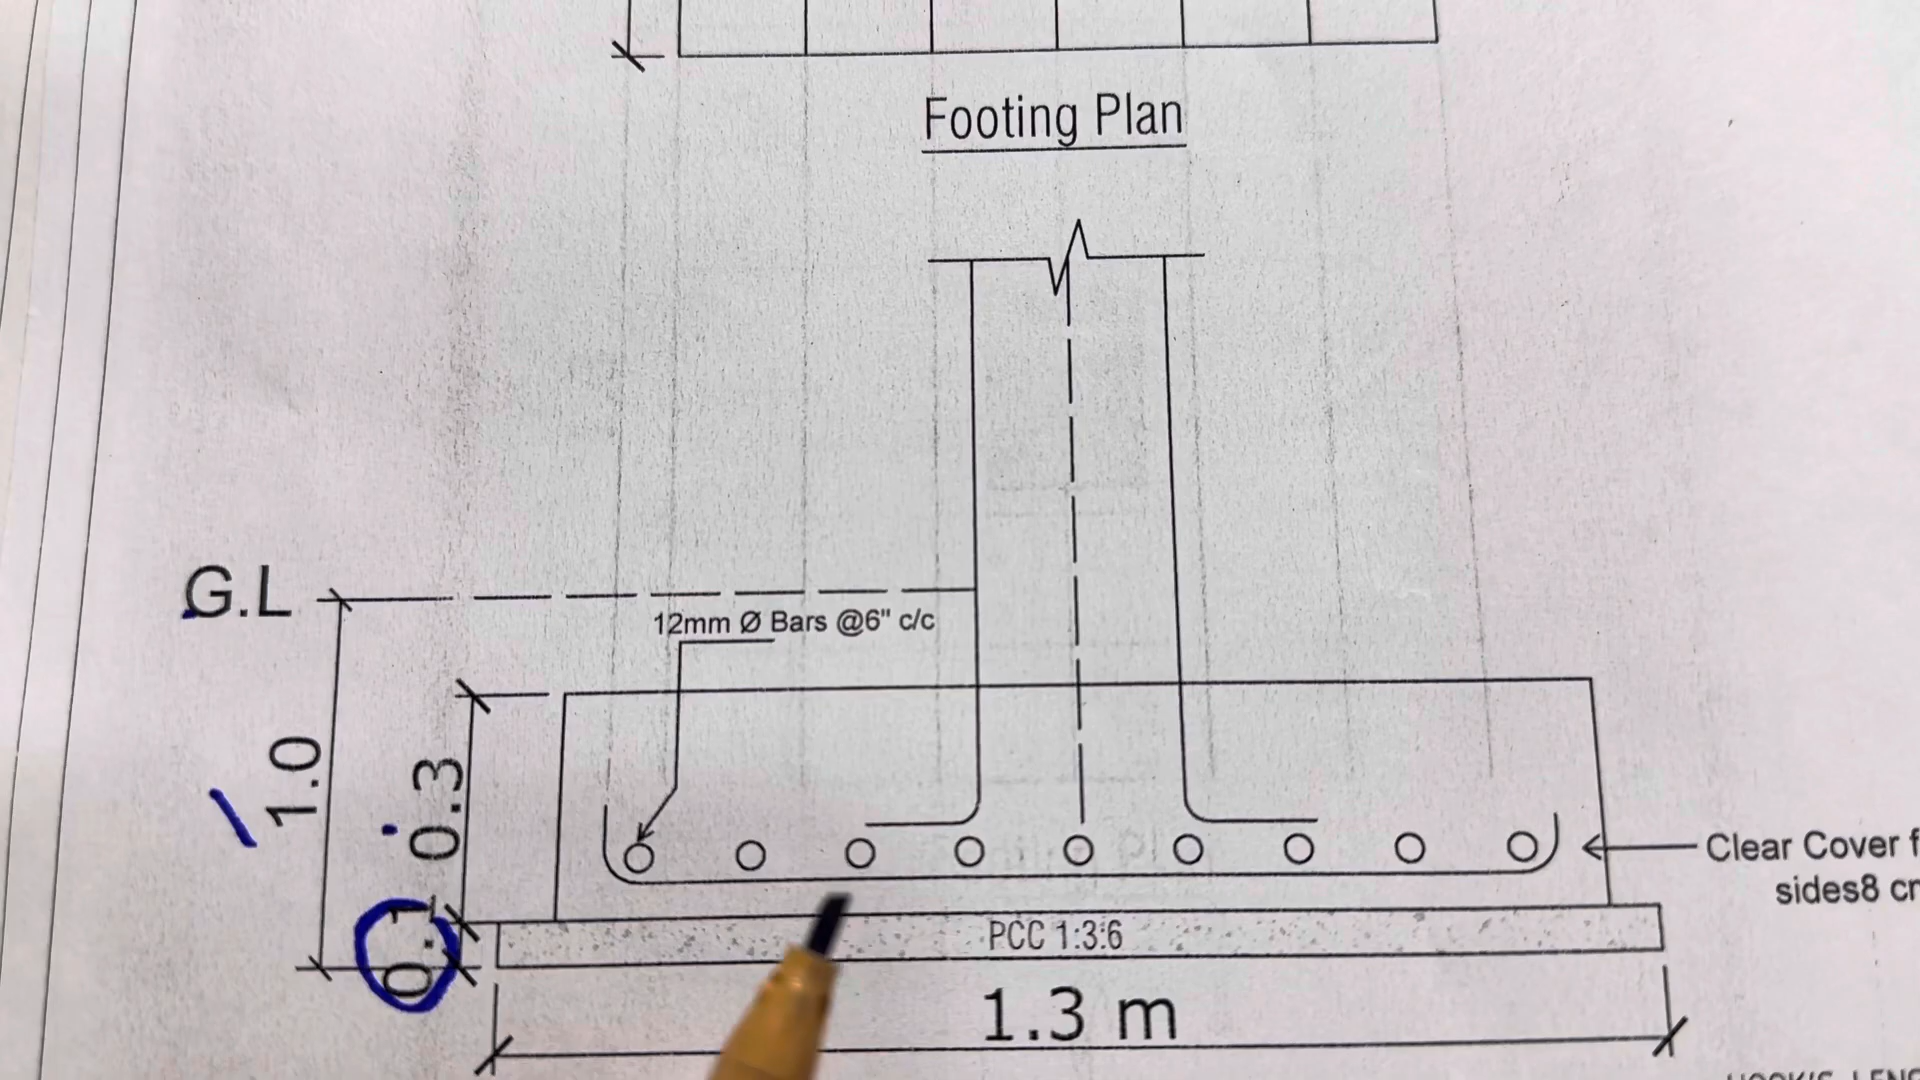 Footing Plan
G.L
12mm Ø Bars @6" c/c
1.0
0.3
0.1
Clear Cover
sides8
PCC 1:3:6
1.3 m